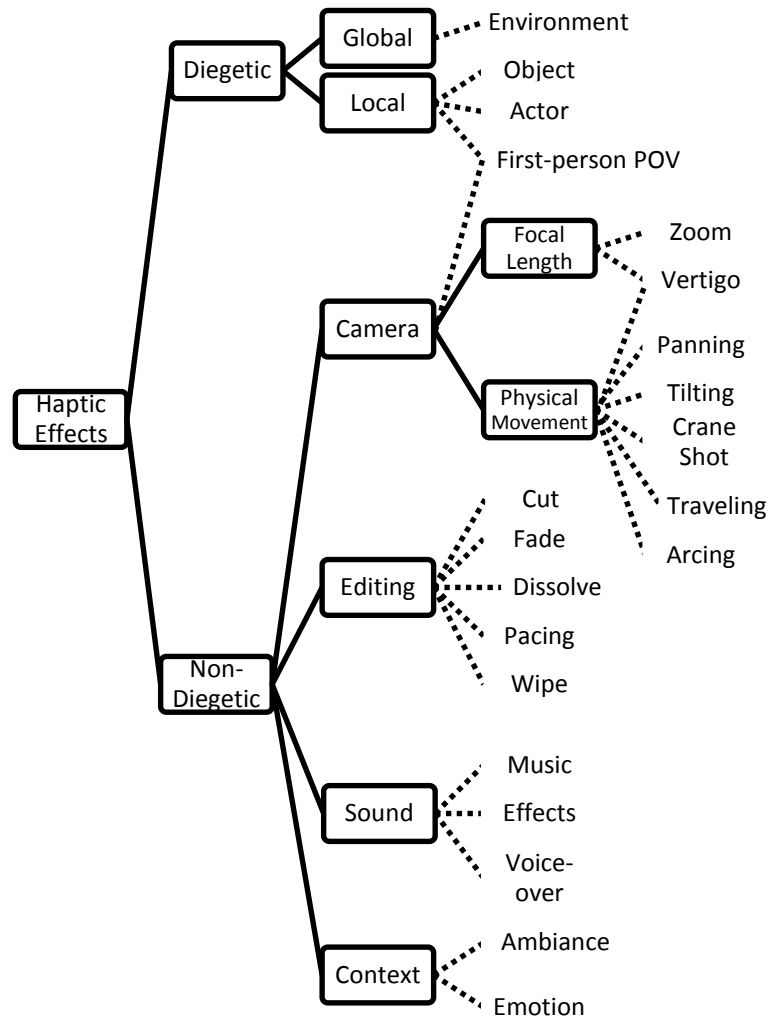 Global
Environment
Diegetic
Object
Local
Actor
First-person POV
Focal
Length
Zoom
Vertigo
Camera
Panning
Physical
Movement
Tilting
Haptic
Effects
Crane
Shot
Traveling
Arcing
Cut
Fade
Editing
Dissolve
Pacing
Wipe
Non-
Diegetic
Music
Sound
Effects
Voice-
over
Ambiance
Context
Emotion